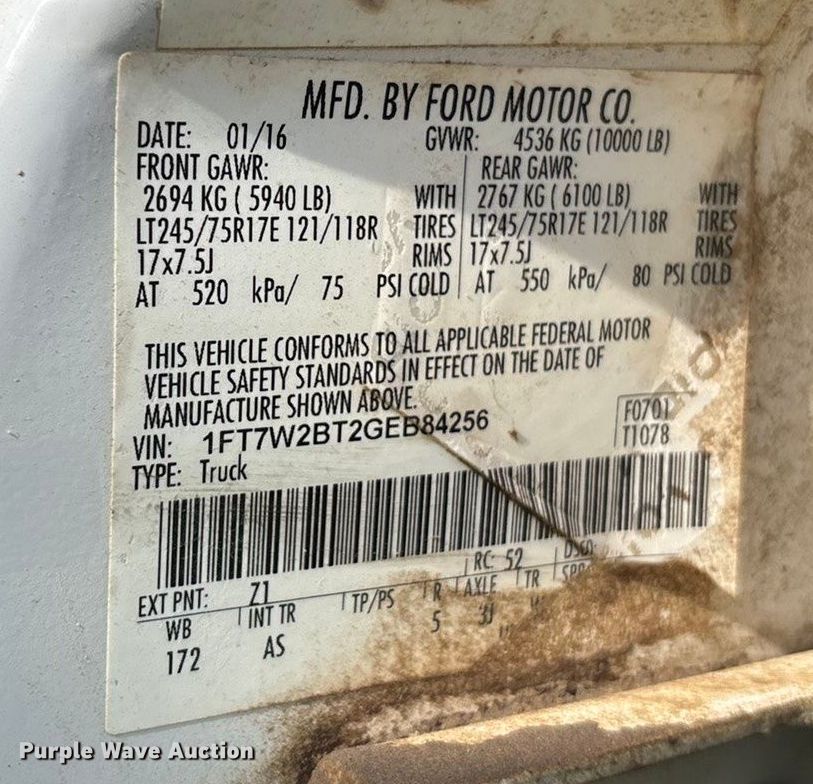 MFD. BY FORD MOTOR CO.
DATE: 01/16 GVWR: 4536 KG (10000 LB)
FRONT GAWR: REAR GAWR:
2694 KG ( 5940 LB) WITH 2767 KG ( 6100 LB) WITH
LT245/75R17E 121/118R TIRES LT245/75R17E 121/118R TIRES
17x7.5J RIMS 17x7.5J RIMS
AT 520 kPa/ 75 PSI COLD AT 550 kPa/ 80 PSI COLD
THIS VEHICLE CONFORMS TO ALL APPLICABLE FEDERAL MOTOR
VEHICLE SAFETY STANDARDS IN EFFECT ON THE DATE OF
MANUFACTURE SHOWN ABOVE.
VIN: 1FT7W2BT2GEB84256 F0701
TYPE: Truck T1078
EXT PNT: Z1 RC: 52 DSO:
WB INT TR TP/PS R AXLE TR
172 AS 5 3J
Purple Wave Auction